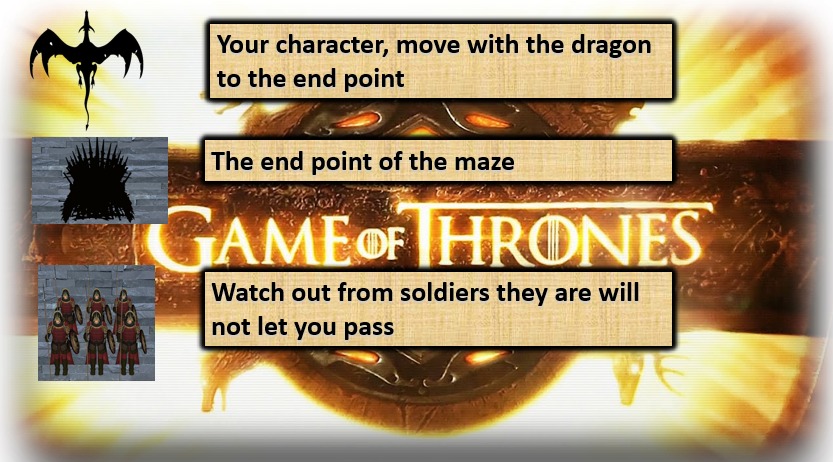 Your character, move with the dragon
to the end point
The end point of the maze
GAME OF THRONES
Watch out from soldiers they are will
not let you pass